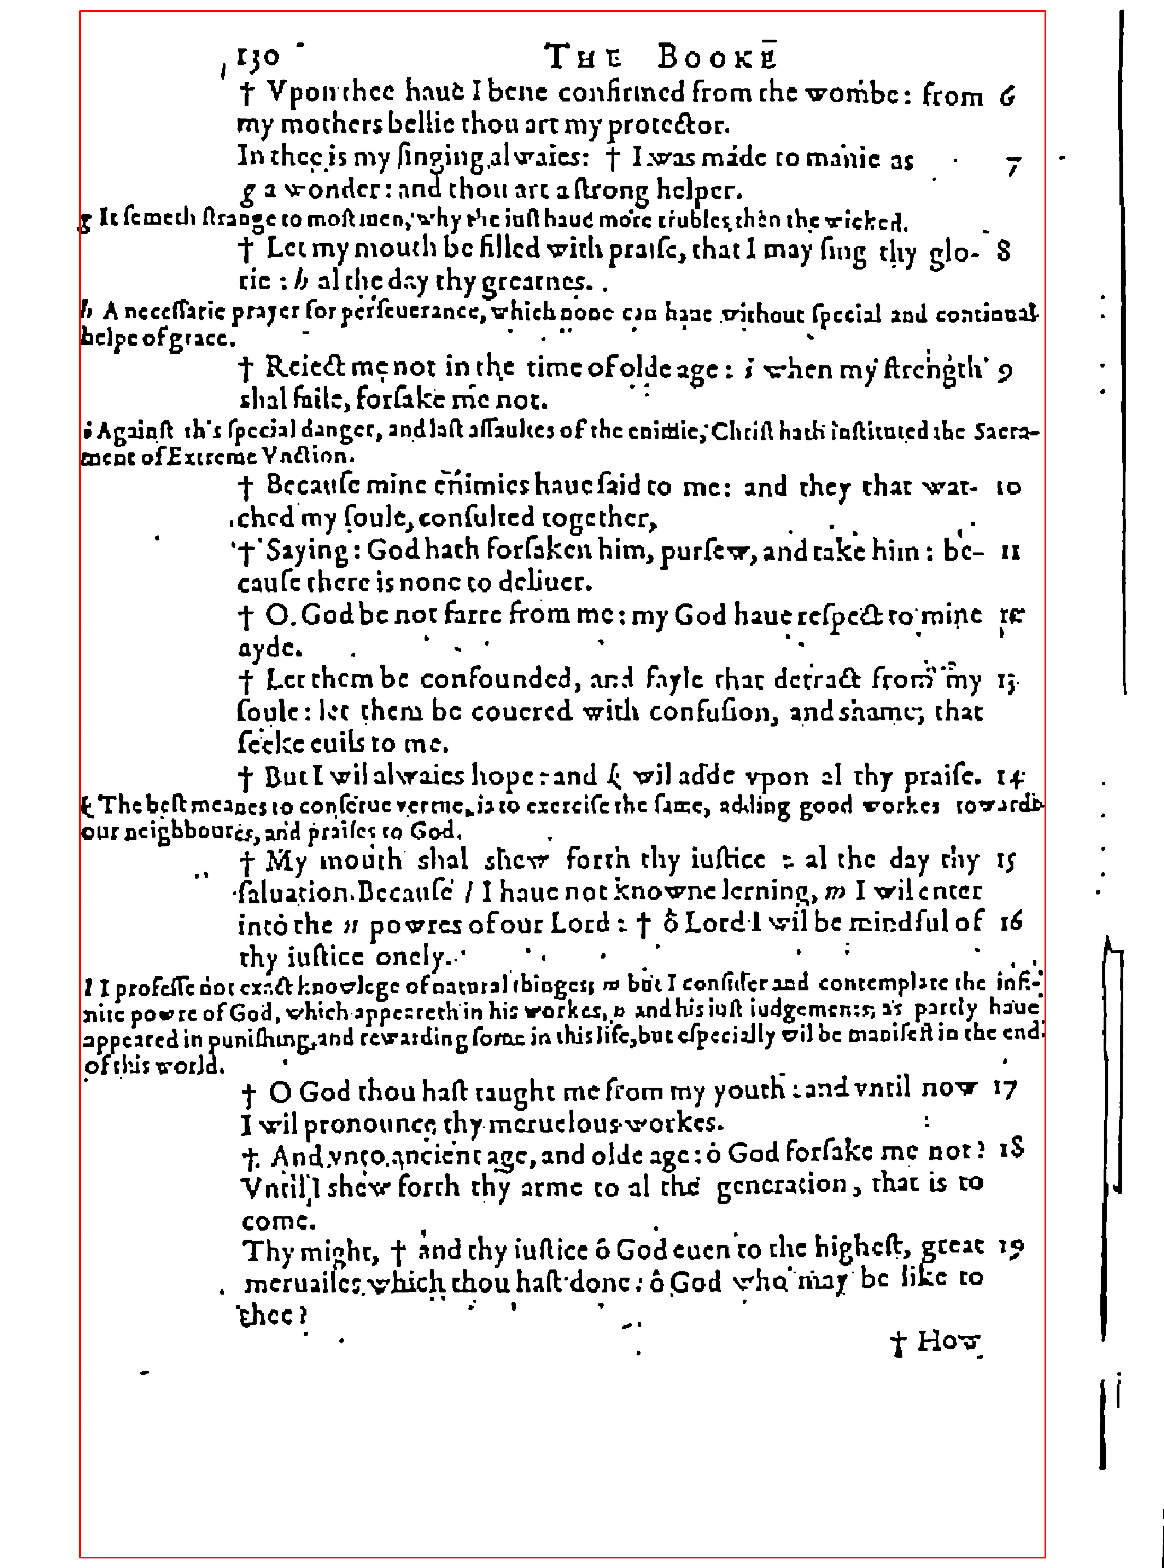 130 THE BOOKE
† Vpon thee haue I bene confirmed from the wombe: from 6
my mothers bellie thou art my protector.
In thee is my ſinging alwaies: † I was made to manie as 7
g a wonder: and thou art a ſtrong helper.
g It ſemeth ſtrange to moſt men, why the iuſt haue more trubles then the wicked.
† Let my mouth be filled with praiſe, that I may ſing thy glo- 8
rie : h al the day thy greatnes.
h A neceſſarie prayer for perſeuerance, which none can haue without ſpecial and continual
helpe of grace.
† Reiect me not in the time of olde age: i when my ſtrength 9
shal faile, forſake me not.
i Againſt this ſpecial danger, and laſt aſſaultes of the enimie, Chriſt hath inſtituted the Sacra-
ment of Extreme Vnction.
† Becauſe mine enimies haue ſaid to me: and they that wat- 10
ched my ſoule, conſulted together,
† Saying: God hath forſaken him, purſew, and take him: be- 11
cauſe there is none to deliuer.
† O God be not farre from me: my God haue reſpect to mine 12
ayde.
† Let them be confounded, and fayle that detract from my 13
ſoule: let them be couered with confuſion, and shame, that
ſeeke euils to me.
† But I wil alwaies hope: and k wil adde vpon al thy praiſe. 14
k The beſt meanes to conſerue vertue, is to exerciſe the ſame, adding good workes towards
our neighboures, and praiſes to God.
† My mouth shal shew forth thy iuſtice : al the day thy 15
ſaluation. Becauſe l I haue not knowne lerning, m I wil enter
into the n powres of our Lord: † ô Lord I wil be mindful of 16
thy iuſtice onely.
l I profeſſe not exact knowlege of natural thinges; m but I conſider and contemplate the infi-
nite powre of God, which appeareth in his workes, n and his iuſt iudgements; as partly haue
appeared in puniſhing, and rewarding ſome in this life, but eſpecially wil be manifeſt in the end
of this world.
† O God thou haſt taught me from my youth: and vntil now 17
I wil pronounce thy meruelous workes.
† And vnto ancient age, and olde age: ô God forſake me not? 18
Vntil I shew forth thy arme to al the generation, that is to
come.
Thy might, † and thy iuſtice ô God euen to the higheſt, great 19
meruailes which thou haſt done: ô God who may be like to
thee?
† How